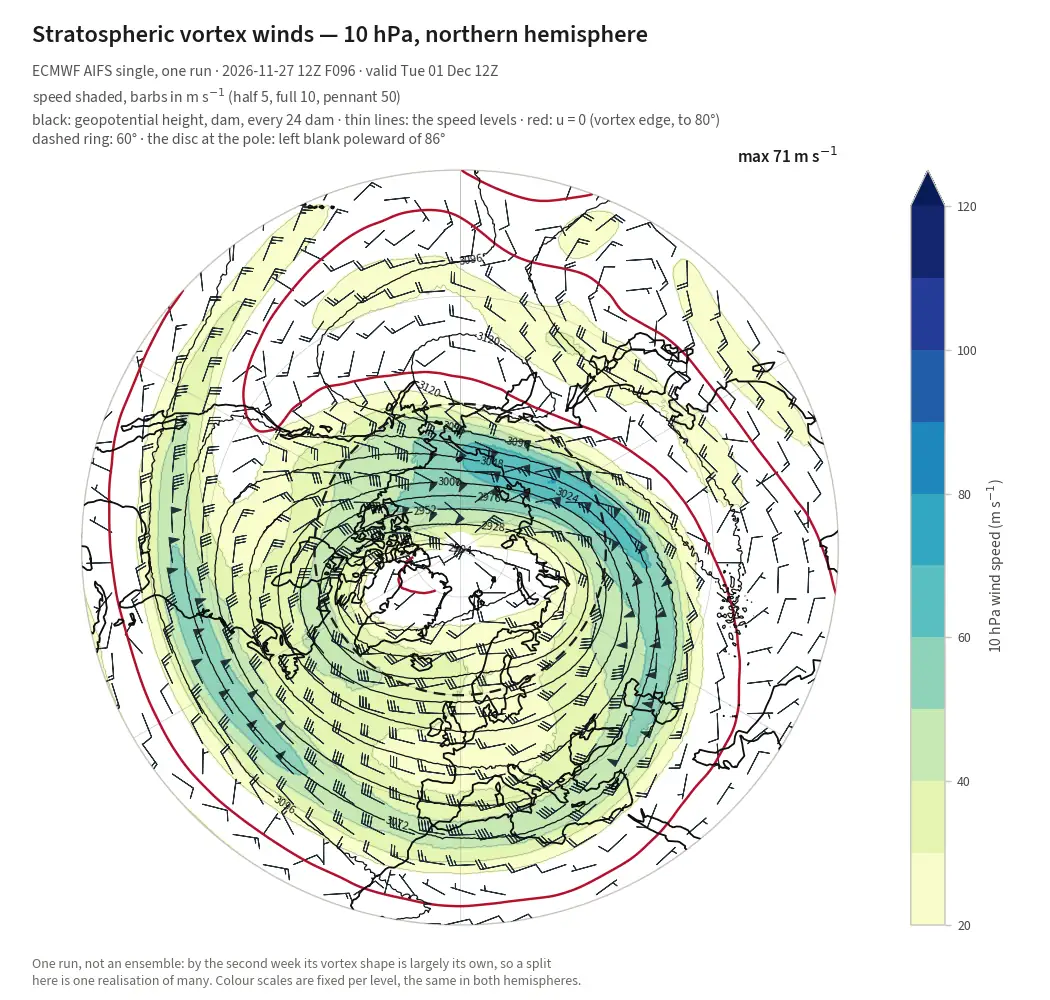 Stratospheric vortex winds — 10 hPa, northern hemisphere
ECMWF AIFS single, one run · 2026-11-27 12Z F096 · valid Tue 01 Dec 12Z
speed shaded, barbs in m s⁻¹ (half 5, full 10, pennant 50)
black: geopotential height, dam, every 24 dam · thin lines: the speed levels · red: u = 0 (vortex edge, to 80°)
dashed ring: 60° · the disc at the pole: left blank poleward of 86°
max 71 m s⁻¹
120
100
80
60
40
20
10 hPa wind speed (m s⁻¹)
3096
3120
3120
3048
3024
3000
2976
2952
2928
3096
3072
One run, not an ensemble: by the second week its vortex shape is largely its own, so a split
here is one realisation of many. Colour scales are fixed per level, the same in both hemispheres.